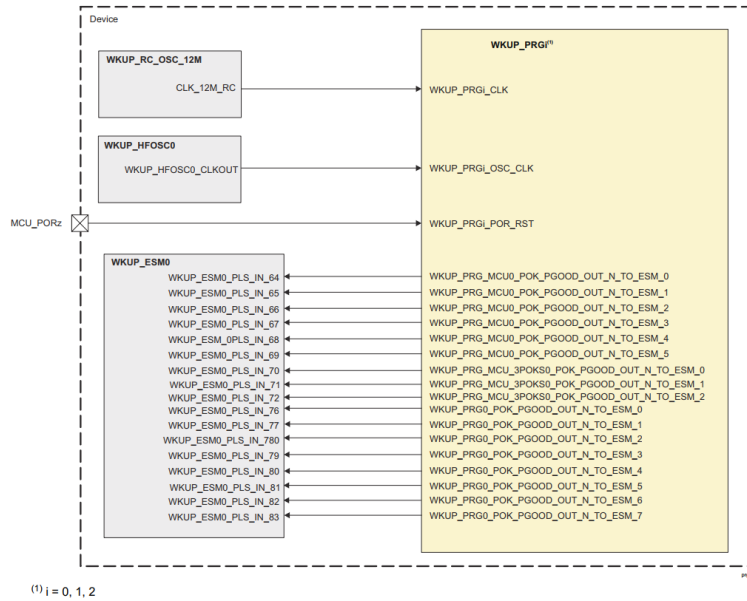 Device
WKUP_PRGi(1)
WKUP_RC_OSC_12M
CLK_12M_RC
WKUP_PRGi_CLK
WKUP_HFOSC0
WKUP_HFOSC0_CLKOUT
WKUP_PRGi_OSC_CLK
MCU_PORz
WKUP_PRGi_POR_RST
WKUP_ESM0
WKUP_ESM0_PLS_IN_64
WKUP_PRG_MCU0_POK_PGOOD_OUT_N_TO_ESM_0
WKUP_ESM0_PLS_IN_65
WKUP_PRG_MCU0_POK_PGOOD_OUT_N_TO_ESM_1
WKUP_ESM0_PLS_IN_66
WKUP_PRG_MCU0_POK_PGOOD_OUT_N_TO_ESM_2
WKUP_ESM0_PLS_IN_67
WKUP_PRG_MCU0_POK_PGOOD_OUT_N_TO_ESM_3
WKUP_ESM_0PLS_IN_68
WKUP_PRG_MCU0_POK_PGOOD_OUT_N_TO_ESM_4
WKUP_ESM0_PLS_IN_69
WKUP_PRG_MCU0_POK_PGOOD_OUT_N_TO_ESM_5
WKUP_ESM0_PLS_IN_70
WKUP_PRG_MCU_3POKS0_POK_PGOOD_OUT_N_TO_ESM_0
WKUP_ESM0_PLS_IN_71
WKUP_PRG_MCU_3POKS0_POK_PGOOD_OUT_N_TO_ESM_1
WKUP_ESM0_PLS_IN_72
WKUP_PRG_MCU_3POKS0_POK_PGOOD_OUT_N_TO_ESM_2
WKUP_ESM0_PLS_IN_76
WKUP_PRG0_POK_PGOOD_OUT_N_TO_ESM_0
WKUP_ESM0_PLS_IN_77
WKUP_PRG0_POK_PGOOD_OUT_N_TO_ESM_1
WKUP_ESM0_PLS_IN_780
WKUP_PRG0_POK_PGOOD_OUT_N_TO_ESM_2
WKUP_ESM0_PLS_IN_79
WKUP_PRG0_POK_PGOOD_OUT_N_TO_ESM_3
WKUP_ESM0_PLS_IN_80
WKUP_PRG0_POK_PGOOD_OUT_N_TO_ESM_4
WKUP_ESM0_PLS_IN_81
WKUP_PRG0_POK_PGOOD_OUT_N_TO_ESM_5
WKUP_ESM0_PLS_IN_82
WKUP_PRG0_POK_PGOOD_OUT_N_TO_ESM_6
WKUP_ESM0_PLS_IN_83
WKUP_PRG0_POK_PGOOD_OUT_N_TO_ESM_7
(1) i = 0, 1, 2